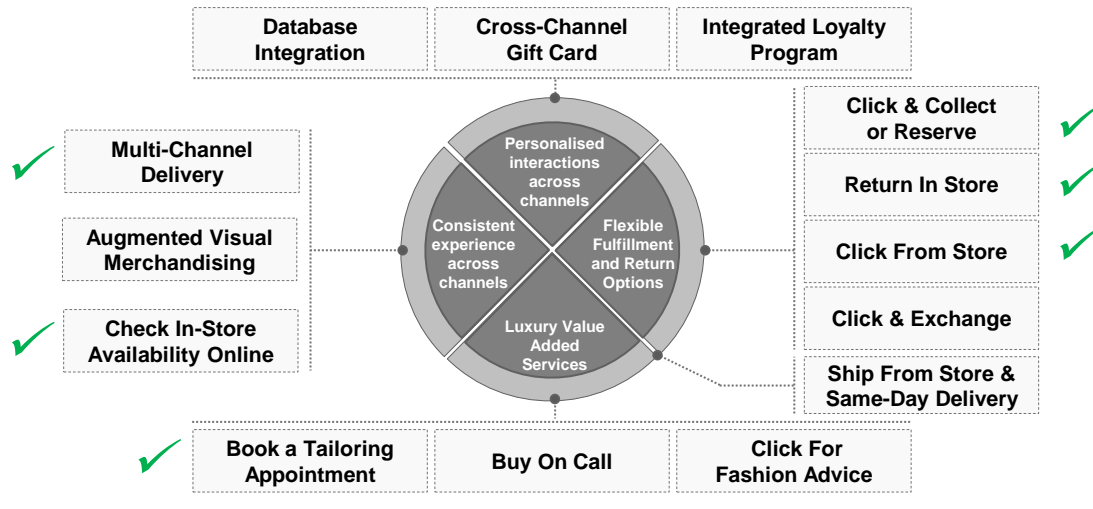 Database
Integration
Cross-Channel
Gift Card
Integrated Loyalty
Program
Multi-Channel
Delivery
Augmented Visual
Merchandising
Check In-Store
Availability Online
Personalised
interactions
across
channels
Consistent
experience
across
channels
Flexible
Fulfillment
and Return
Options
Luxury Value
Added
Services
Click & Collect
or Reserve
Return In Store
Click From Store
Click & Exchange
Ship From Store &
Same-Day Delivery
Book a Tailoring
Appointment
Buy On Call
Click For
Fashion Advice